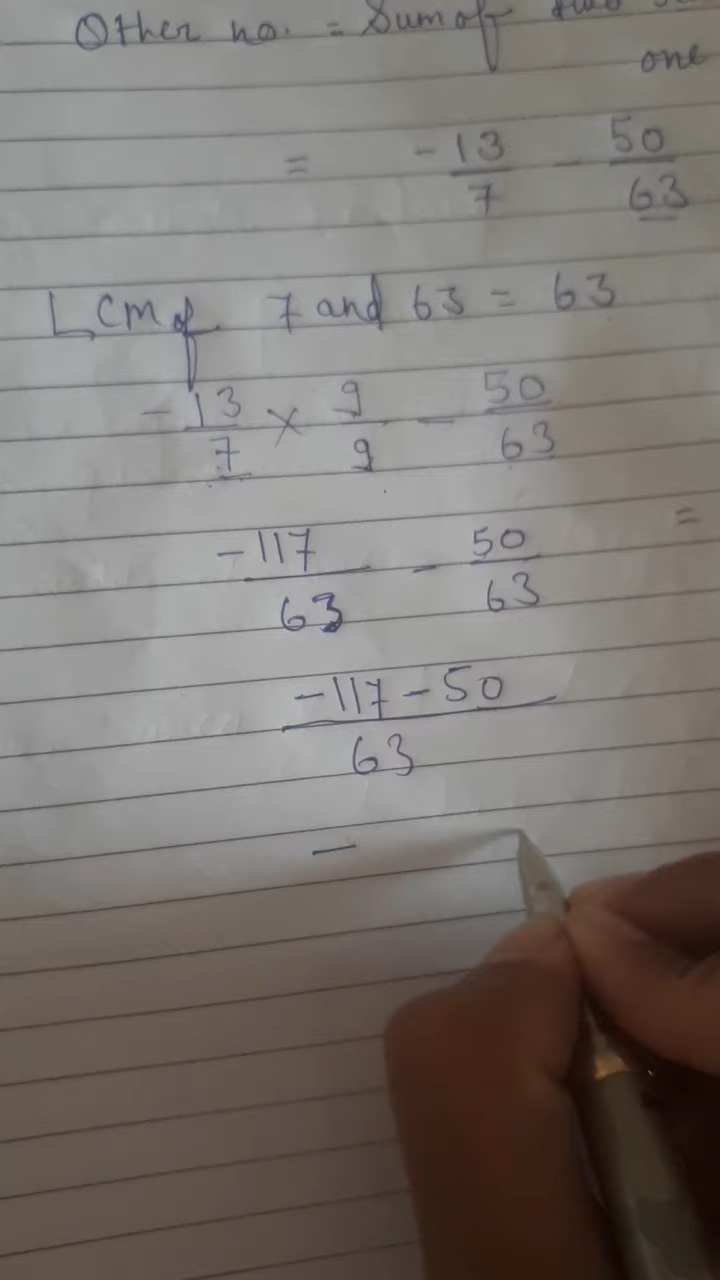 Other no. = Sum of two
one
= -13/7 - 50/63
LCM of 7 and 63 = 63
-13/7 × 9/9 - 50/63
=
-117/63 - 50/63
-117-50/63
-